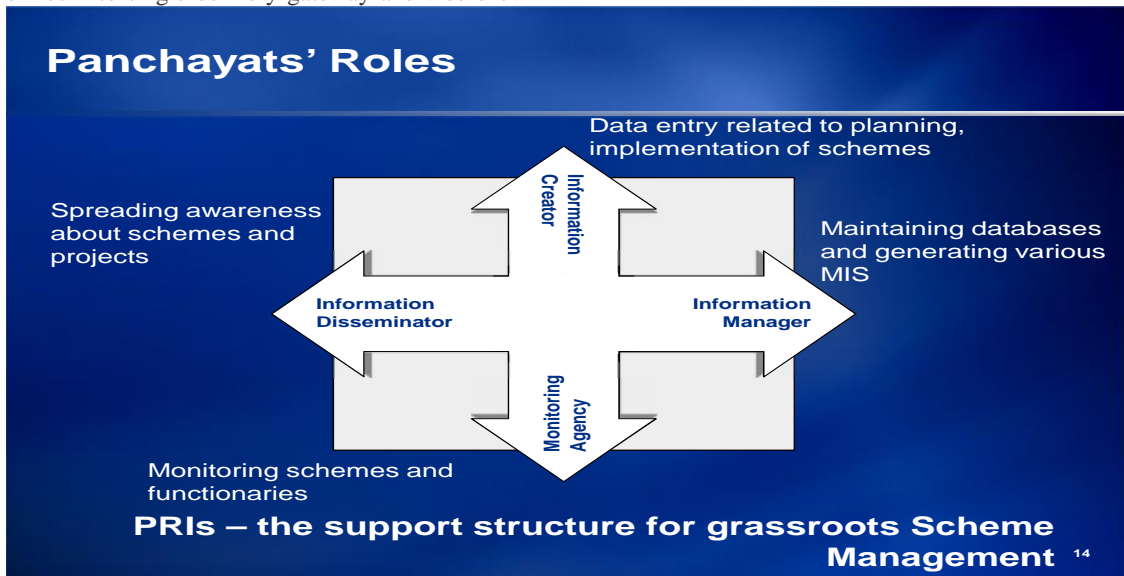 Panchayats’ Roles
Data entry related to planning,
implementation of schemes
Information
Creator
Spreading awareness
about schemes and
projects
Maintaining databases
and generating various
MIS
Information
Disseminator
Information
Manager
Monitoring
Agency
Monitoring schemes and
functionaries
PRIs – the support structure for grassroots Scheme
Management
14